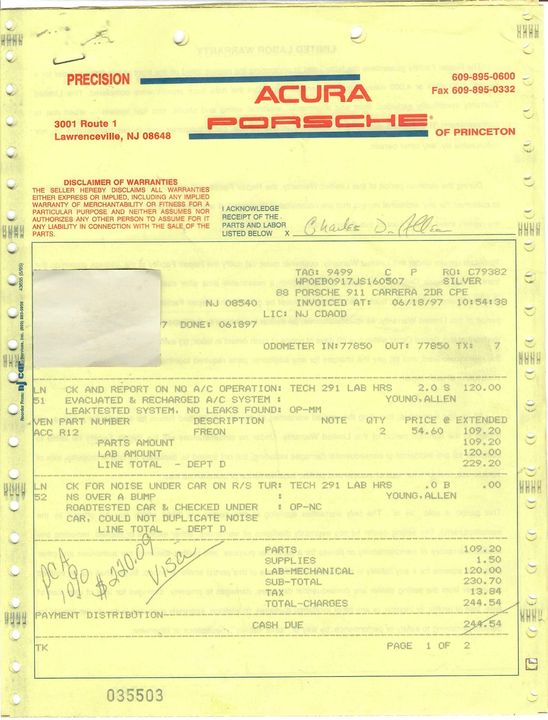 PRECISION
ACURA
PORSCHE
OF PRINCETON
609-895-0600
Fax 609-895-0332
3001 Route 1
Lawrenceville, NJ 08648
DISCLAIMER OF WARRANTIES
THE SELLER HEREBY DISCLAIMS ALL WARRANTIES
EITHER EXPRESS OR IMPLIED, INCLUDING ANY IMPLIED
WARRANTY OF MERCHANTABILITY OR FITNESS FOR A
PARTICULAR PURPOSE AND NEITHER ASSUMES NOR
AUTHORIZES ANY OTHER PERSON TO ASSUME FOR IT
ANY LIABILITY IN CONNECTION WITH THE SALE OF THE
PARTS.
I ACKNOWLEDGE
RECEIPT OF THE
PARTS AND LABOR
LISTED BELOW X Charles D. Allen
TAG: 9499 C P RO: C79382
WPOEB0917JS160507 SILVER
88 PORSCHE 911 CARRERA 2DR CPE
NJ 08540 INVOICED AT: 06/18/97 10:54:38
LIC: NJ CDAOD
7 DONE: 061897
ODOMETER IN:77850 OUT: 77850 TX: 7
LN CK AND REPORT ON NO A/C OPERATION: TECH 291 LAB HRS 2.0 S 120.00
51 EVACUATED & RECHARGED A/C SYSTEM : YOUNG,ALLEN
LEAKTESTED SYSTEM, NO LEAKS FOUND: OP-MM
VEN PART NUMBER DESCRIPTION NOTE QTY PRICE @ EXTENDED
ACC R12 FREON 2 54.60 109.20
PARTS AMOUNT 109.20
LAB AMOUNT 120.00
LINE TOTAL - DEPT D 229.20
LN CK FOR NOISE UNDER CAR ON R/S TUR: TECH 291 LAB HRS .0 B .00
52 NS OVER A BUMP : YOUNG,ALLEN
ROADTESTED CAR & CHECKED UNDER : OP-NC
CAR, COULD NOT DUPLICATE NOISE
LINE TOTAL - DEPT D
PCA
10%
$220.09
Visa
PARTS 109.20
SUPPLIES 1.50
LAB-MECHANICAL 120.00
SUB-TOTAL 230.70
TAX 13.84
TOTAL-CHARGES 244.54
PAYMENT DISTRIBUTION
CASH DUE 244.54
TK PAGE 1 OF 2
035503